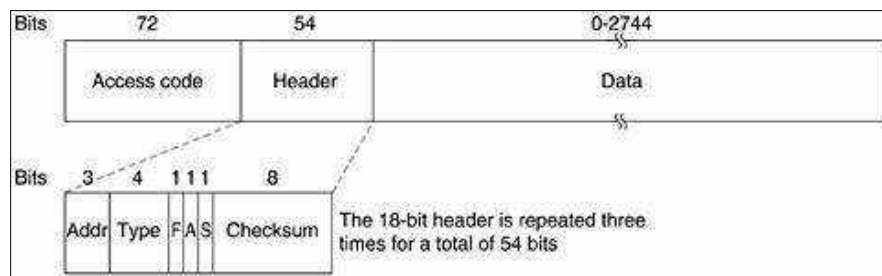 Bits 72 54 0-2744
Access code Header Data
Bits 3 4 1 1 1 8
Addr Type F A S Checksum
The 18-bit header is repeated three
times for a total of 54 bits